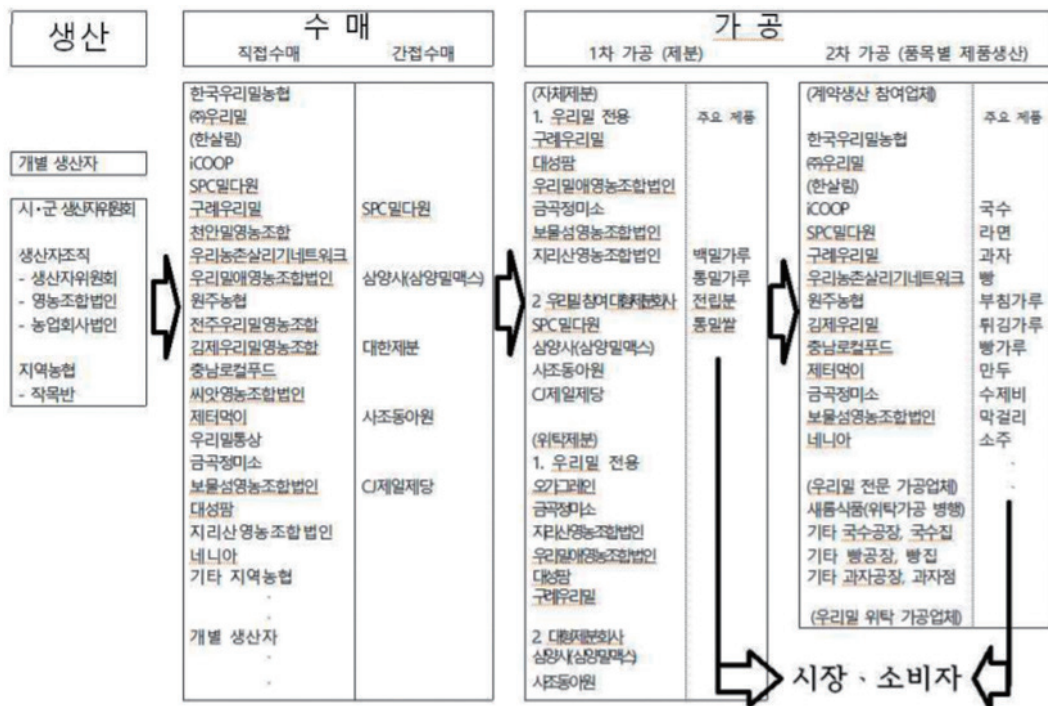 생산
수 매
직접수매 간접수매
가 공
1차 가공 (제분) 2차 가공 (품목별 제품생산)
개별 생산자
시·군 생산자위원회
생산자조직
- 생산자위원회
- 영농조합법인
- 농업회사법인
지역농협
- 작목반
한국우리밀농협
㈜우리밀
(한살림)
iCOOP
SPC밀다원
구례우리밀
천안밀영농조합
우리농촌살리기네트워크
우리밀애영농조합법인
원주농협
전주우리밀영농조합
김제우리밀영농조합
충남로컬푸드
씨앗영농조합법인
제터먹이
우리밀통상
금곡정미소
보물섬영농조합법인
대성팜
지리산영농조합법인
네니아
기타 지역농협
.
.
개별 생산자
.
.
SPC밀다원
삼양사(삼양밀맥스)
대한제분
사조동아원
CJ제일제당
(자체제분)
1. 우리밀 전용
구례우리밀
대성팜
우리밀애영농조합법인
금곡정미소
보물섬영농조합법인
지리산영농조합법인
2 우리밀참여대형제분회사
SPC밀다원
삼양사(삼양밀맥스)
사조동아원
CJ제일제당
(위탁제분)
1. 우리밀 전용
오가그레인
금곡정미소
지리산영농조합법인
우리밀애영농조합법인
대성팜
구례우리밀
2 대형제분회사
삼양사(삼양밀맥스)
사조동아원
주요 제품
백밀가루
통밀가루
전립분
통밀쌀
(계약생산 참여업체)
한국우리밀농협
㈜우리밀
(한살림)
iCOOP
SPC밀다원
구례우리밀
우리농촌살리기네트워크
원주농협
김제우리밀
충남로컬푸드
제터먹이
금곡정미소
보물섬영농조합법인
네니아
(우리밀 전문 가공업체)
새롬식품(위탁가공 병행)
기타 국수공장, 국수집
기타 빵공장, 빵집
기타 과자공장, 과자점
(우리밀 위탁 가공업체)
주요 제품
국수
라면
과자
빵
부침가루
튀김가루
빵가루
만두
수제비
막걸리
소주
.
.
시장、소비자